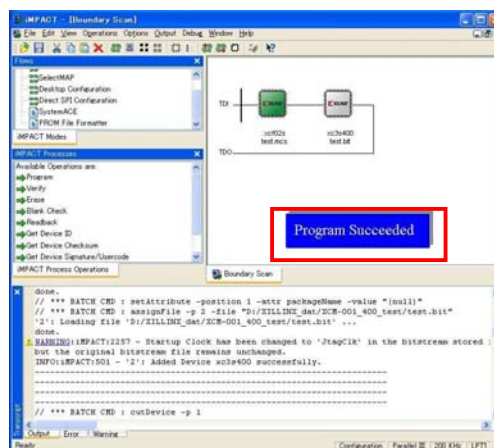 iMPACT - [Boundary Scan]
File Edit View Operations Options Output Debug Window Help
Flows
SelectMAP
Desktop Configuration
Direct SPI Configuration
SystemACE
PROM File Formatter
iMPACT Modes
iMPACT Processes
Available Operations are:
Program
Verify
Erase
Blank Check
Readback
Get Device ID
Get Device Checksum
Get Device Signature/Usercode
iMPACT Process Operations
TDI
XILINX
XILINX
xcf02s
test.mcs
xc3s400
test.bit
TDO
Program Succeeded
Boundary Scan
done.
// *** BATCH CMD : setAttribute -position 1 -attr packageName -value "(null)"
// *** BATCH CMD : assignFile -p 2 -file "D:/XILLINX_dat/XCM-001_400_test/test.bit"
'2': Loading file 'D:/XILLINX_dat/XCM-001_400_test/test.bit' ...
done.
WARNING:iMPACT:2257 - Startup Clock has been changed to 'JtagClk' in the bitstream stored
but the original bitstream file remains unchanged.
INFO:iMPACT:501 - '2': Added Device xc3s400 successfully.
----------------------------------------------------------------------
----------------------------------------------------------------------
----------------------------------------------------------------------
// *** BATCH CMD : cutDevice -p 1
Transcript
Output Error Warning
Ready
Configuration Parallel III 200 KHz LPT1